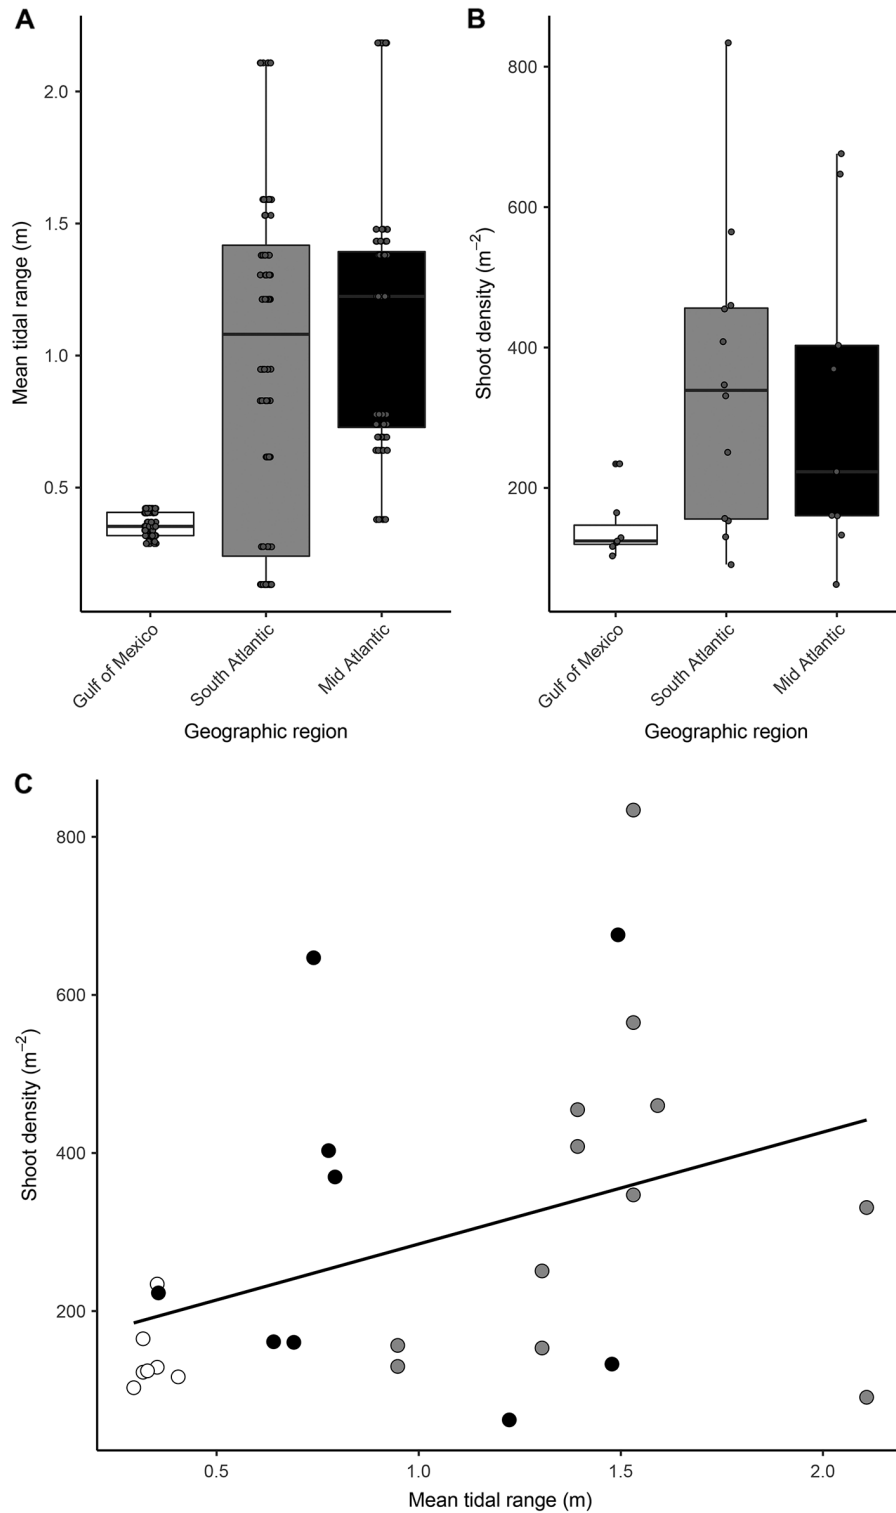 A
Mean tidal range (m)
2.0
1.5
1.0
0.5
Gulf of Mexico
South Atlantic
Mid Atlantic
Geographic region
B
Shoot density (m⁻²)
800
600
400
200
Gulf of Mexico
South Atlantic
Mid Atlantic
Geographic region
C
Shoot density (m⁻²)
800
600
400
200
0.5 1.0 1.5 2.0
Mean tidal range (m)